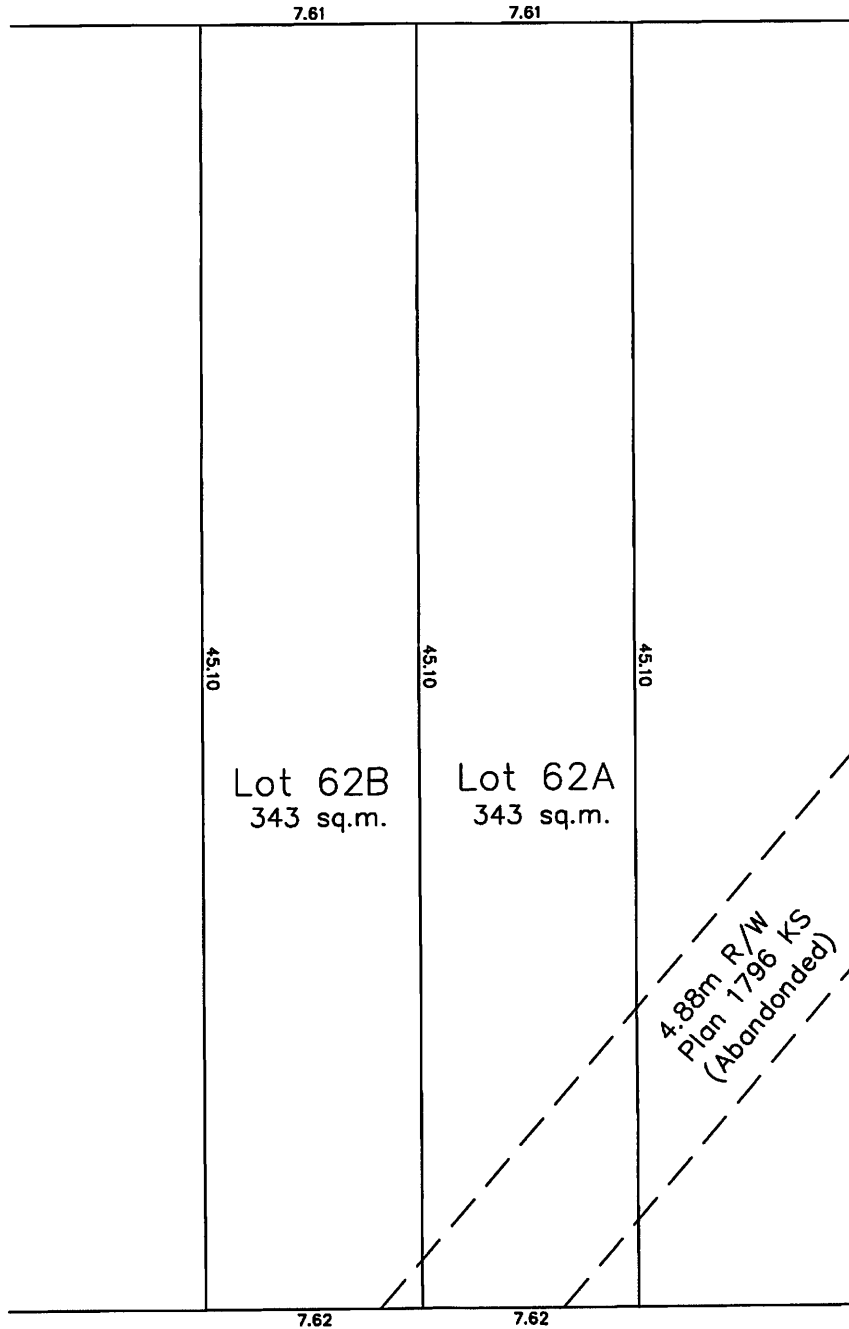 7.61
7.61
45.10
45.10
45.10
Lot 62B
343 sq.m.
Lot 62A
343 sq.m.
4.88m R/W
Plan 1796 KS
(Abandonded)
7.62
7.62